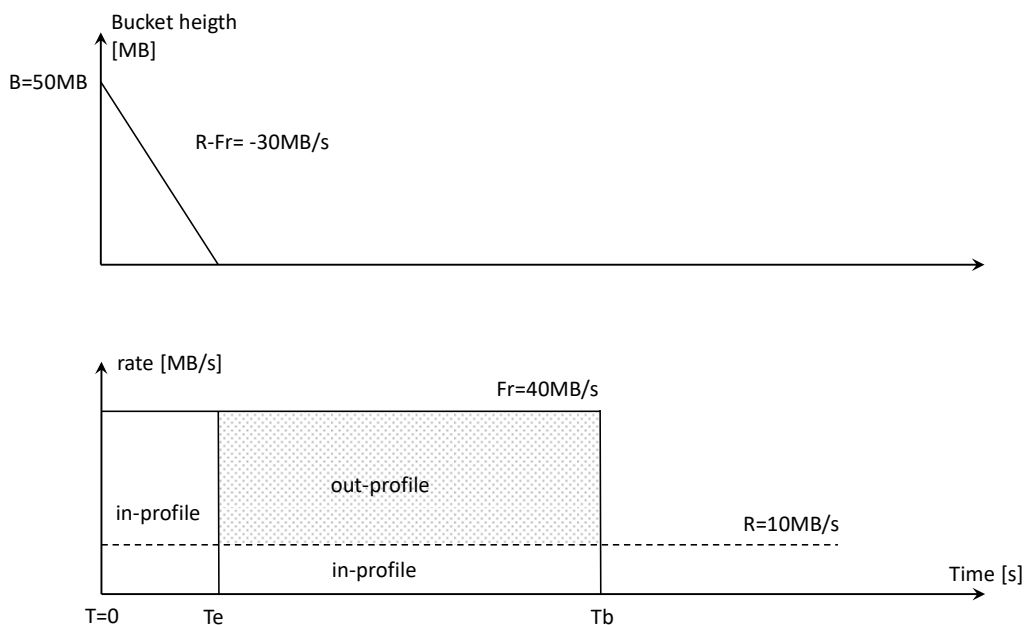 Bucket heigth
[MB]
B=50MB
R-Fr= -30MB/s
rate [MB/s]
Fr=40MB/s
out-profile
in-profile
R=10MB/s
in-profile
Time [s]
T=0
Te
Tb